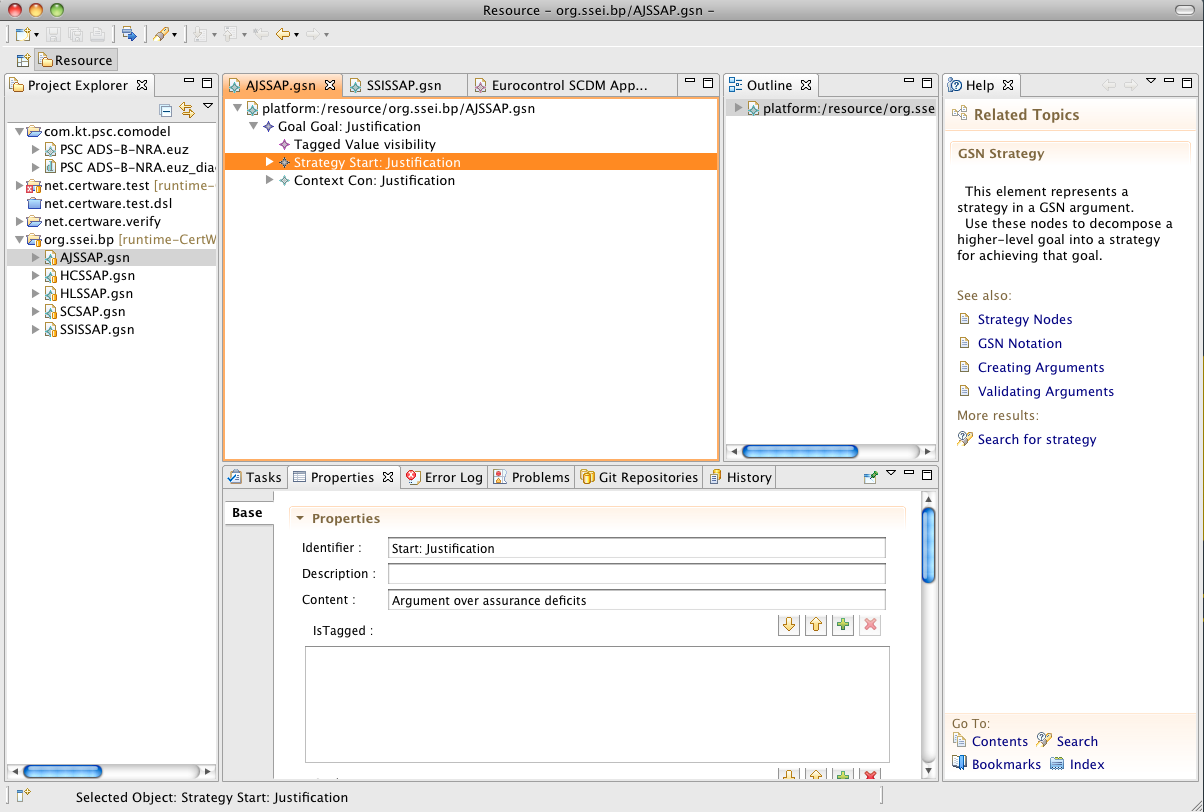 Resource - org.ssei.bp/AJSSAP.gsn -
Resource
Project Explorer
com.kt.psc.comodel
PSC ADS-B-NRA.euz
PSC ADS-B-NRA.euz_dia
net.certware.test [runtime-
net.certware.test.dsl
net.certware.verify
org.ssei.bp [runtime-CertW
AJSSAP.gsn
HCSSAP.gsn
HLSSAP.gsn
SCSAP.gsn
SSISSAP.gsn
AJSSAP.gsn
SSISSAP.gsn
Eurocontrol SCDM App...
platform:/resource/org.ssei.bp/AJSSAP.gsn
Goal Goal: Justification
Tagged Value visibility
Strategy Start: Justification
Context Con: Justification
Outline
platform:/resource/org.sse
Help
Related Topics
GSN Strategy
This element represents a
strategy in a GSN argument.
Use these nodes to decompose a
higher-level goal into a strategy
for achieving that goal.
See also:
Strategy Nodes
GSN Notation
Creating Arguments
Validating Arguments
More results:
Search for strategy
Go To:
Contents Search
Bookmarks Index
Tasks
Properties
Error Log
Problems
Git Repositories
History
Base
Properties
Identifier : Start: Justification
Description :
Content : Argument over assurance deficits
IsTagged :
Selected Object: Strategy Start: Justification